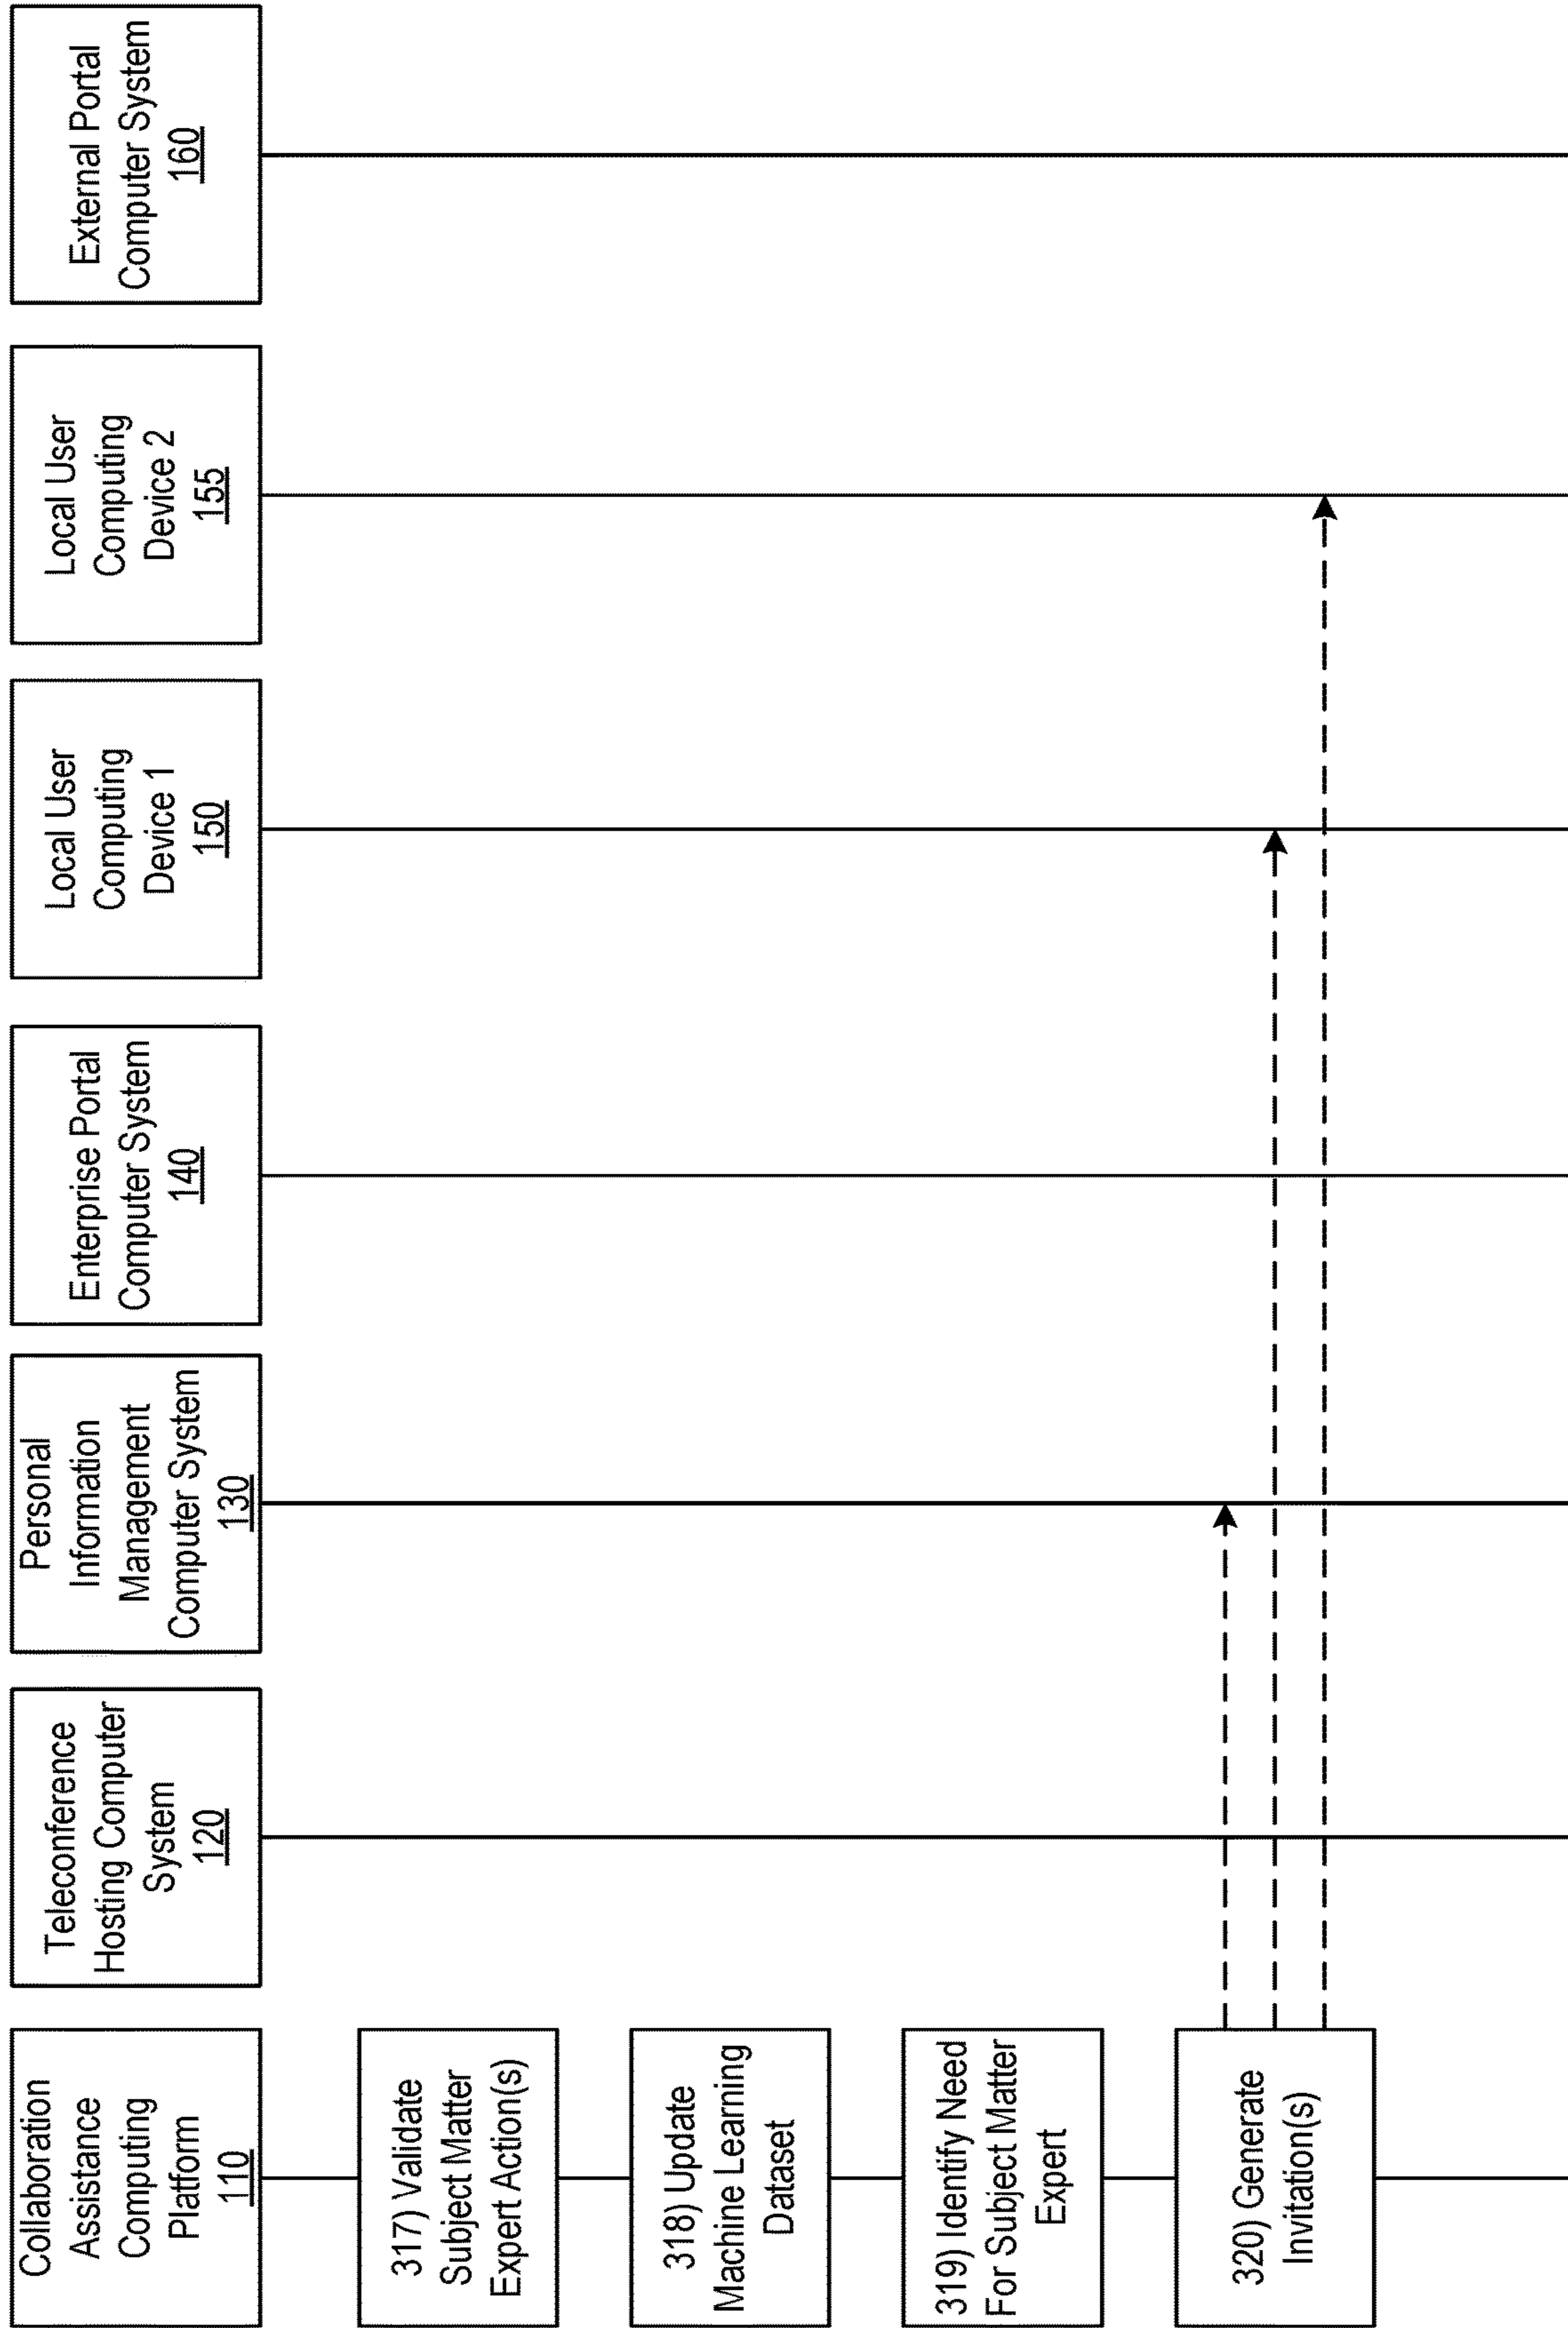 Collaboration
Assistance
Computing
Platform
110
Teleconference
Hosting Computer
System
120
Personal
Information
Management
Computer System
130
Enterprise Portal
Computer System
140
Local User
Computing
Device 1
150
Local User
Computing
Device 2
155
External Portal
Computer System
160
317) Validate
Subject Matter
Expert Action(s)
318) Update
Machine Learning
Dataset
319) Identify Need
For Subject Matter
Expert
320) Generate
Invitation(s)